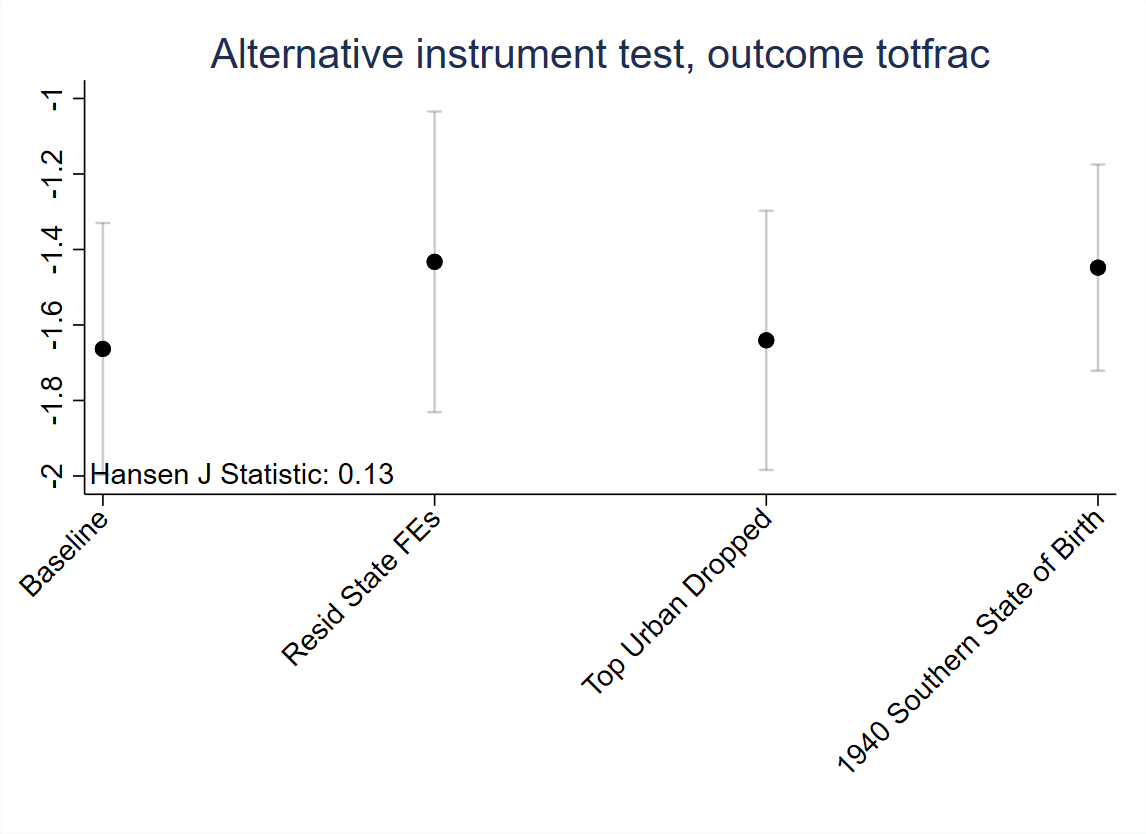 Alternative instrument test, outcome totfrac
-1
-1.2
-1.4
-1.6
-1.8
-2
Hansen J Statistic: 0.13
Baseline
Resid State FEs
Top Urban Dropped
1940 Southern State of Birth